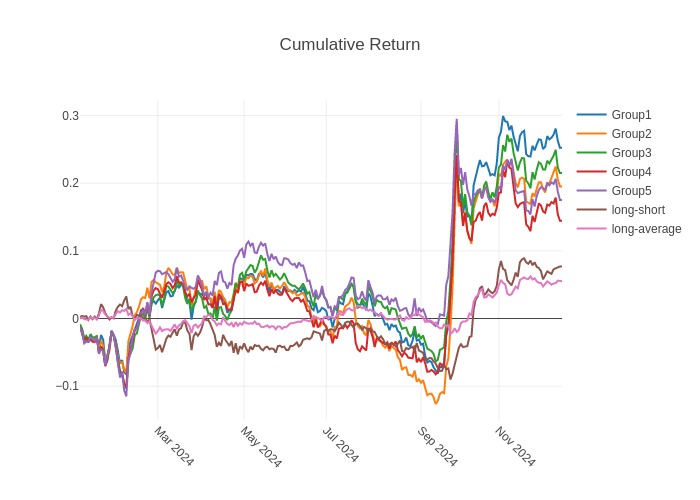 Cumulative Return
0.3
0.2
0.1
0
−0.1
Mar 2024
May 2024
Jul 2024
Sep 2024
Nov 2024
Group1
Group2
Group3
Group4
Group5
long-short
long-average